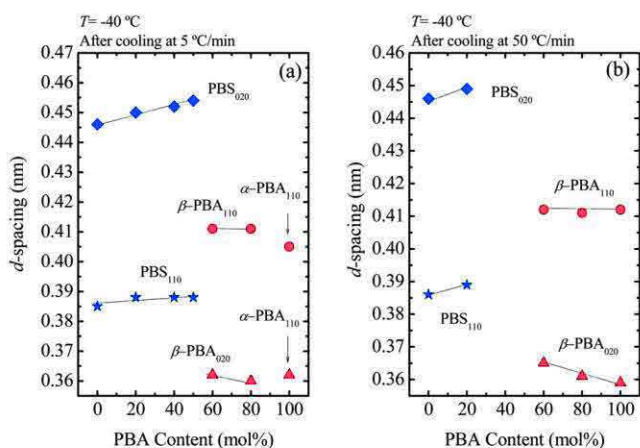 T= -40 ºC
After cooling at 5 ºC/min
(a)
d-spacing (nm)
0.47
0.46
0.45
0.44
0.43
0.42
0.41
0.40
0.39
0.38
0.37
0.36
PBS020
β-PBA110
α-PBA110
PBS110
β-PBA020
α-PBA110
0 20 40 60 80 100
PBA Content (mol%)
T= -40 ºC
After cooling at 50 ºC/min
(b)
d-spacing (nm)
0.46
0.45
0.44
0.43
0.42
0.41
0.40
0.39
0.38
0.37
0.36
PBS020
β-PBA110
PBS110
β-PBA020
0 20 40 60 80 100
PBA Content (mol%)